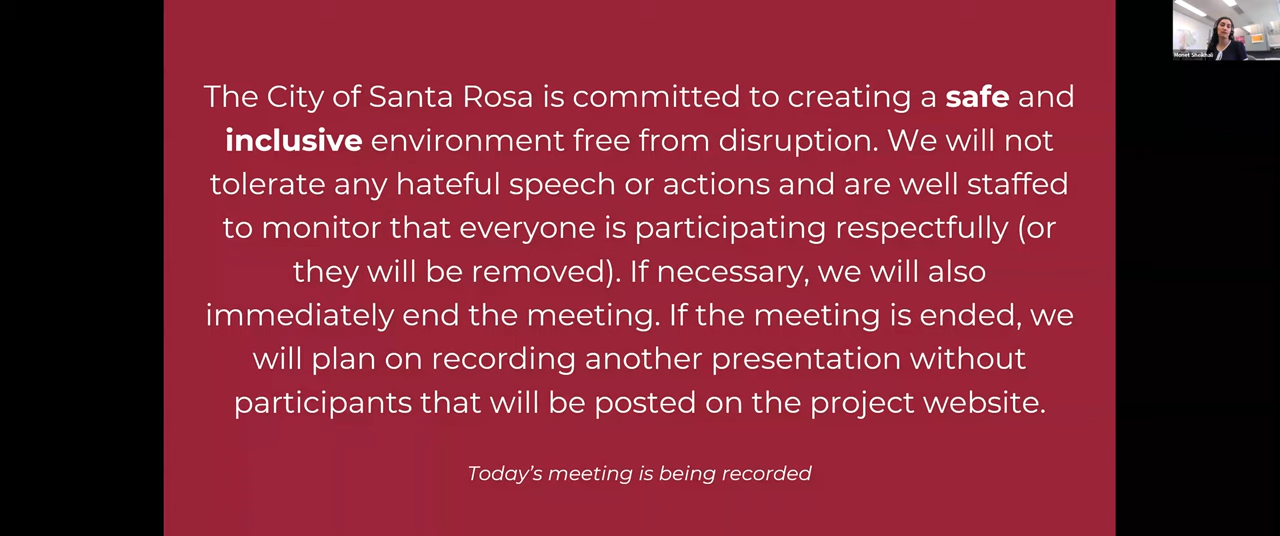 The City of Santa Rosa is committed to creating a safe and
inclusive environment free from disruption. We will not
tolerate any hateful speech or actions and are well staffed
to monitor that everyone is participating respectfully (or
they will be removed). If necessary, we will also
immediately end the meeting. If the meeting is ended, we
will plan on recording another presentation without
participants that will be posted on the project website.
Today's meeting is being recorded
Monet Sheikhali